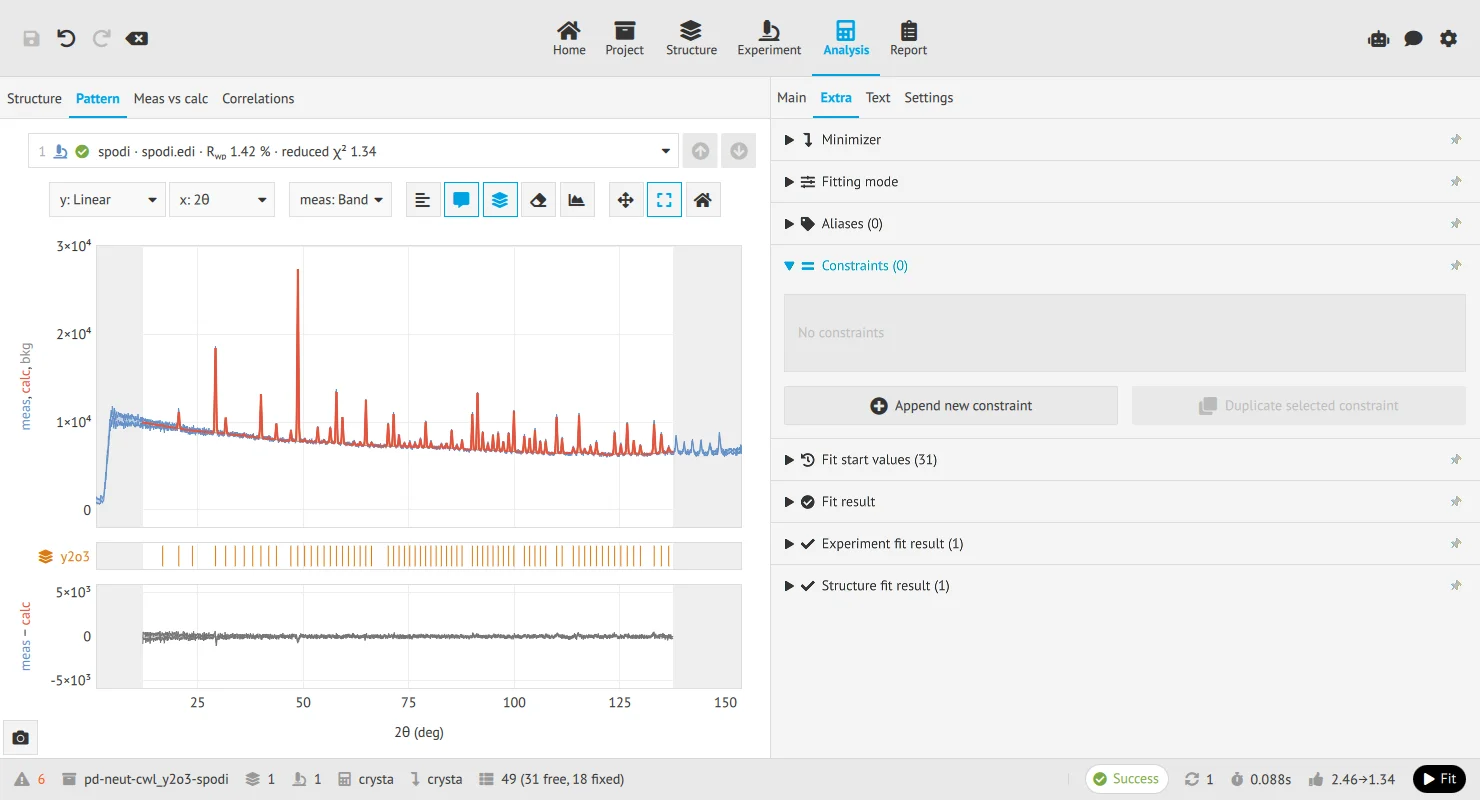 Home
Project
Structure
Experiment
Analysis
Report
Structure
Pattern
Meas vs calc
Correlations
Main
Extra
Text
Settings
1 spodi · spodi.edi · Rwp 1.42 % · reduced χ² 1.34
y: Linear
x: 2θ
meas: Band
3×10⁴
2×10⁴
1×10⁴
0
meas, calc, bkg
y2o3
5×10³
0
-5×10³
meas − calc
25
50
75
100
125
150
2θ (deg)
Minimizer
Fitting mode
Aliases (0)
Constraints (0)
No constraints
Append new constraint
Duplicate selected constraint
Fit start values (31)
Fit result
Experiment fit result (1)
Structure fit result (1)
6
pd-neut-cwl_y2o3-spodi
1
1
crysta
crysta
49 (31 free, 18 fixed)
Success
1
0.088s
2.46→1.34
Fit